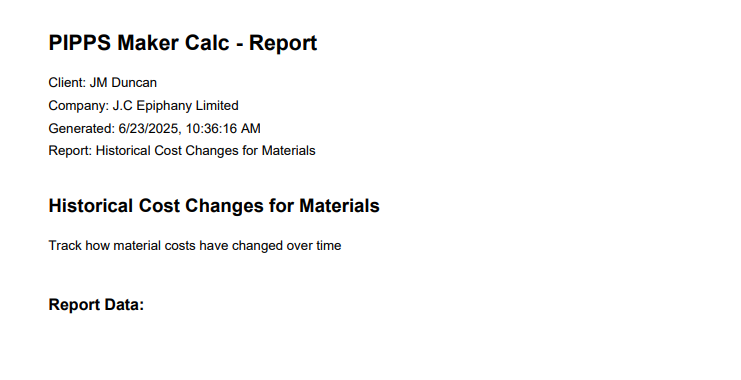 PIPPS Maker Calc - Report
Client: JM Duncan
Company: J.C Epiphany Limited
Generated: 6/23/2025, 10:36:16 AM
Report: Historical Cost Changes for Materials
Historical Cost Changes for Materials
Track how material costs have changed over time
Report Data: